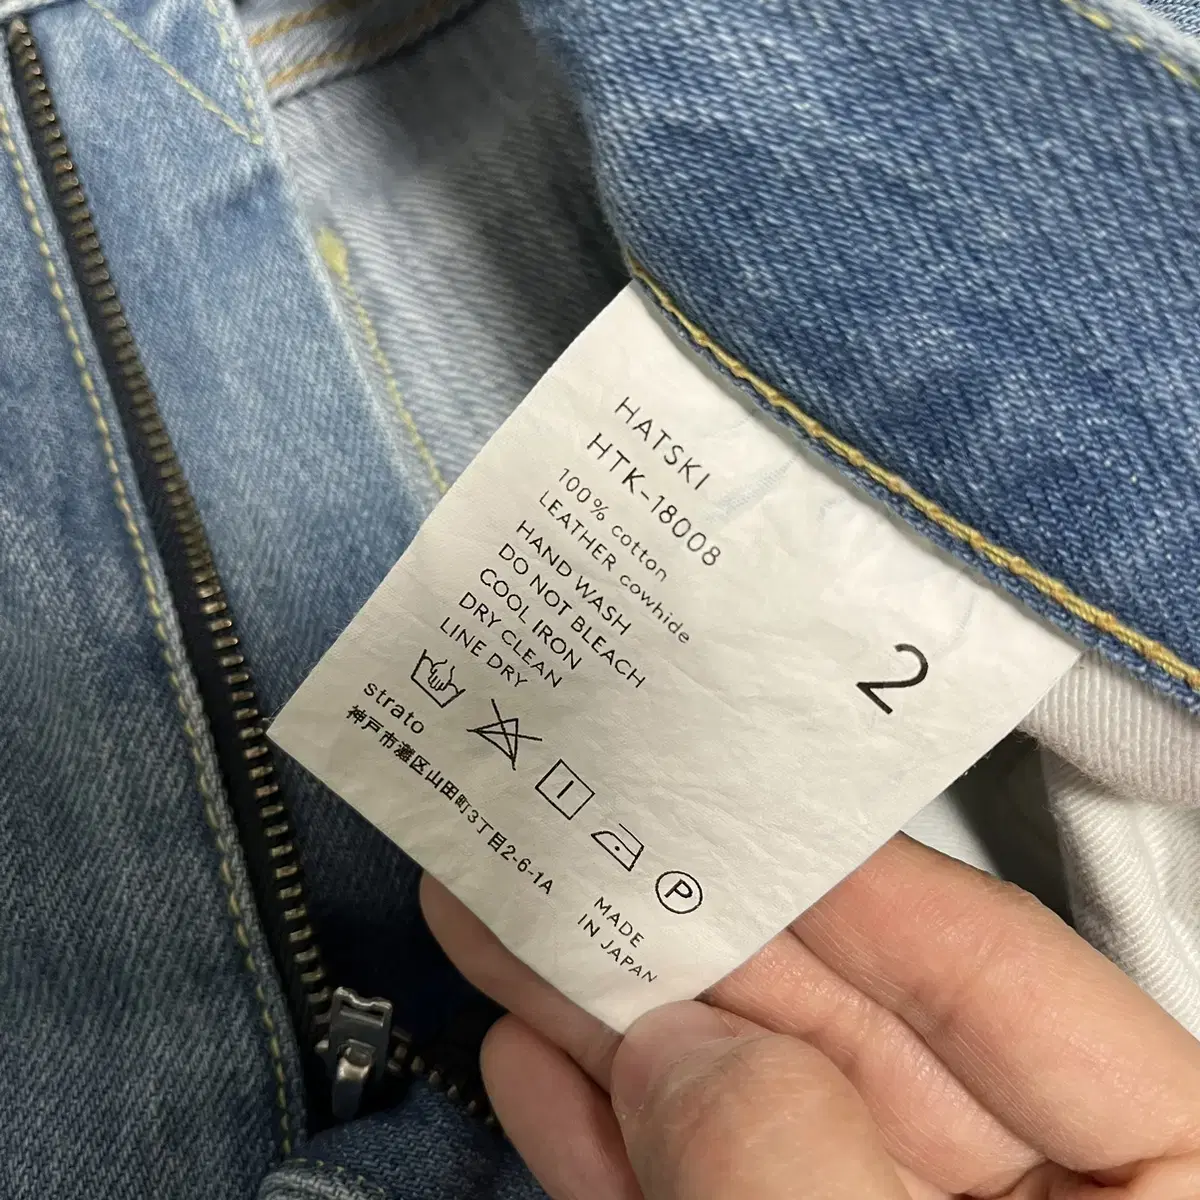 HATSKI
HTK-18008
100% cotton
LEATHER cowhide
HAND WASH
DO NOT BLEACH
COOL IRON
DRY CLEAN
LINE DRY
P
strato
神戸市灘区山田町3丁目2-6-1A
MADE
IN JAPAN
2